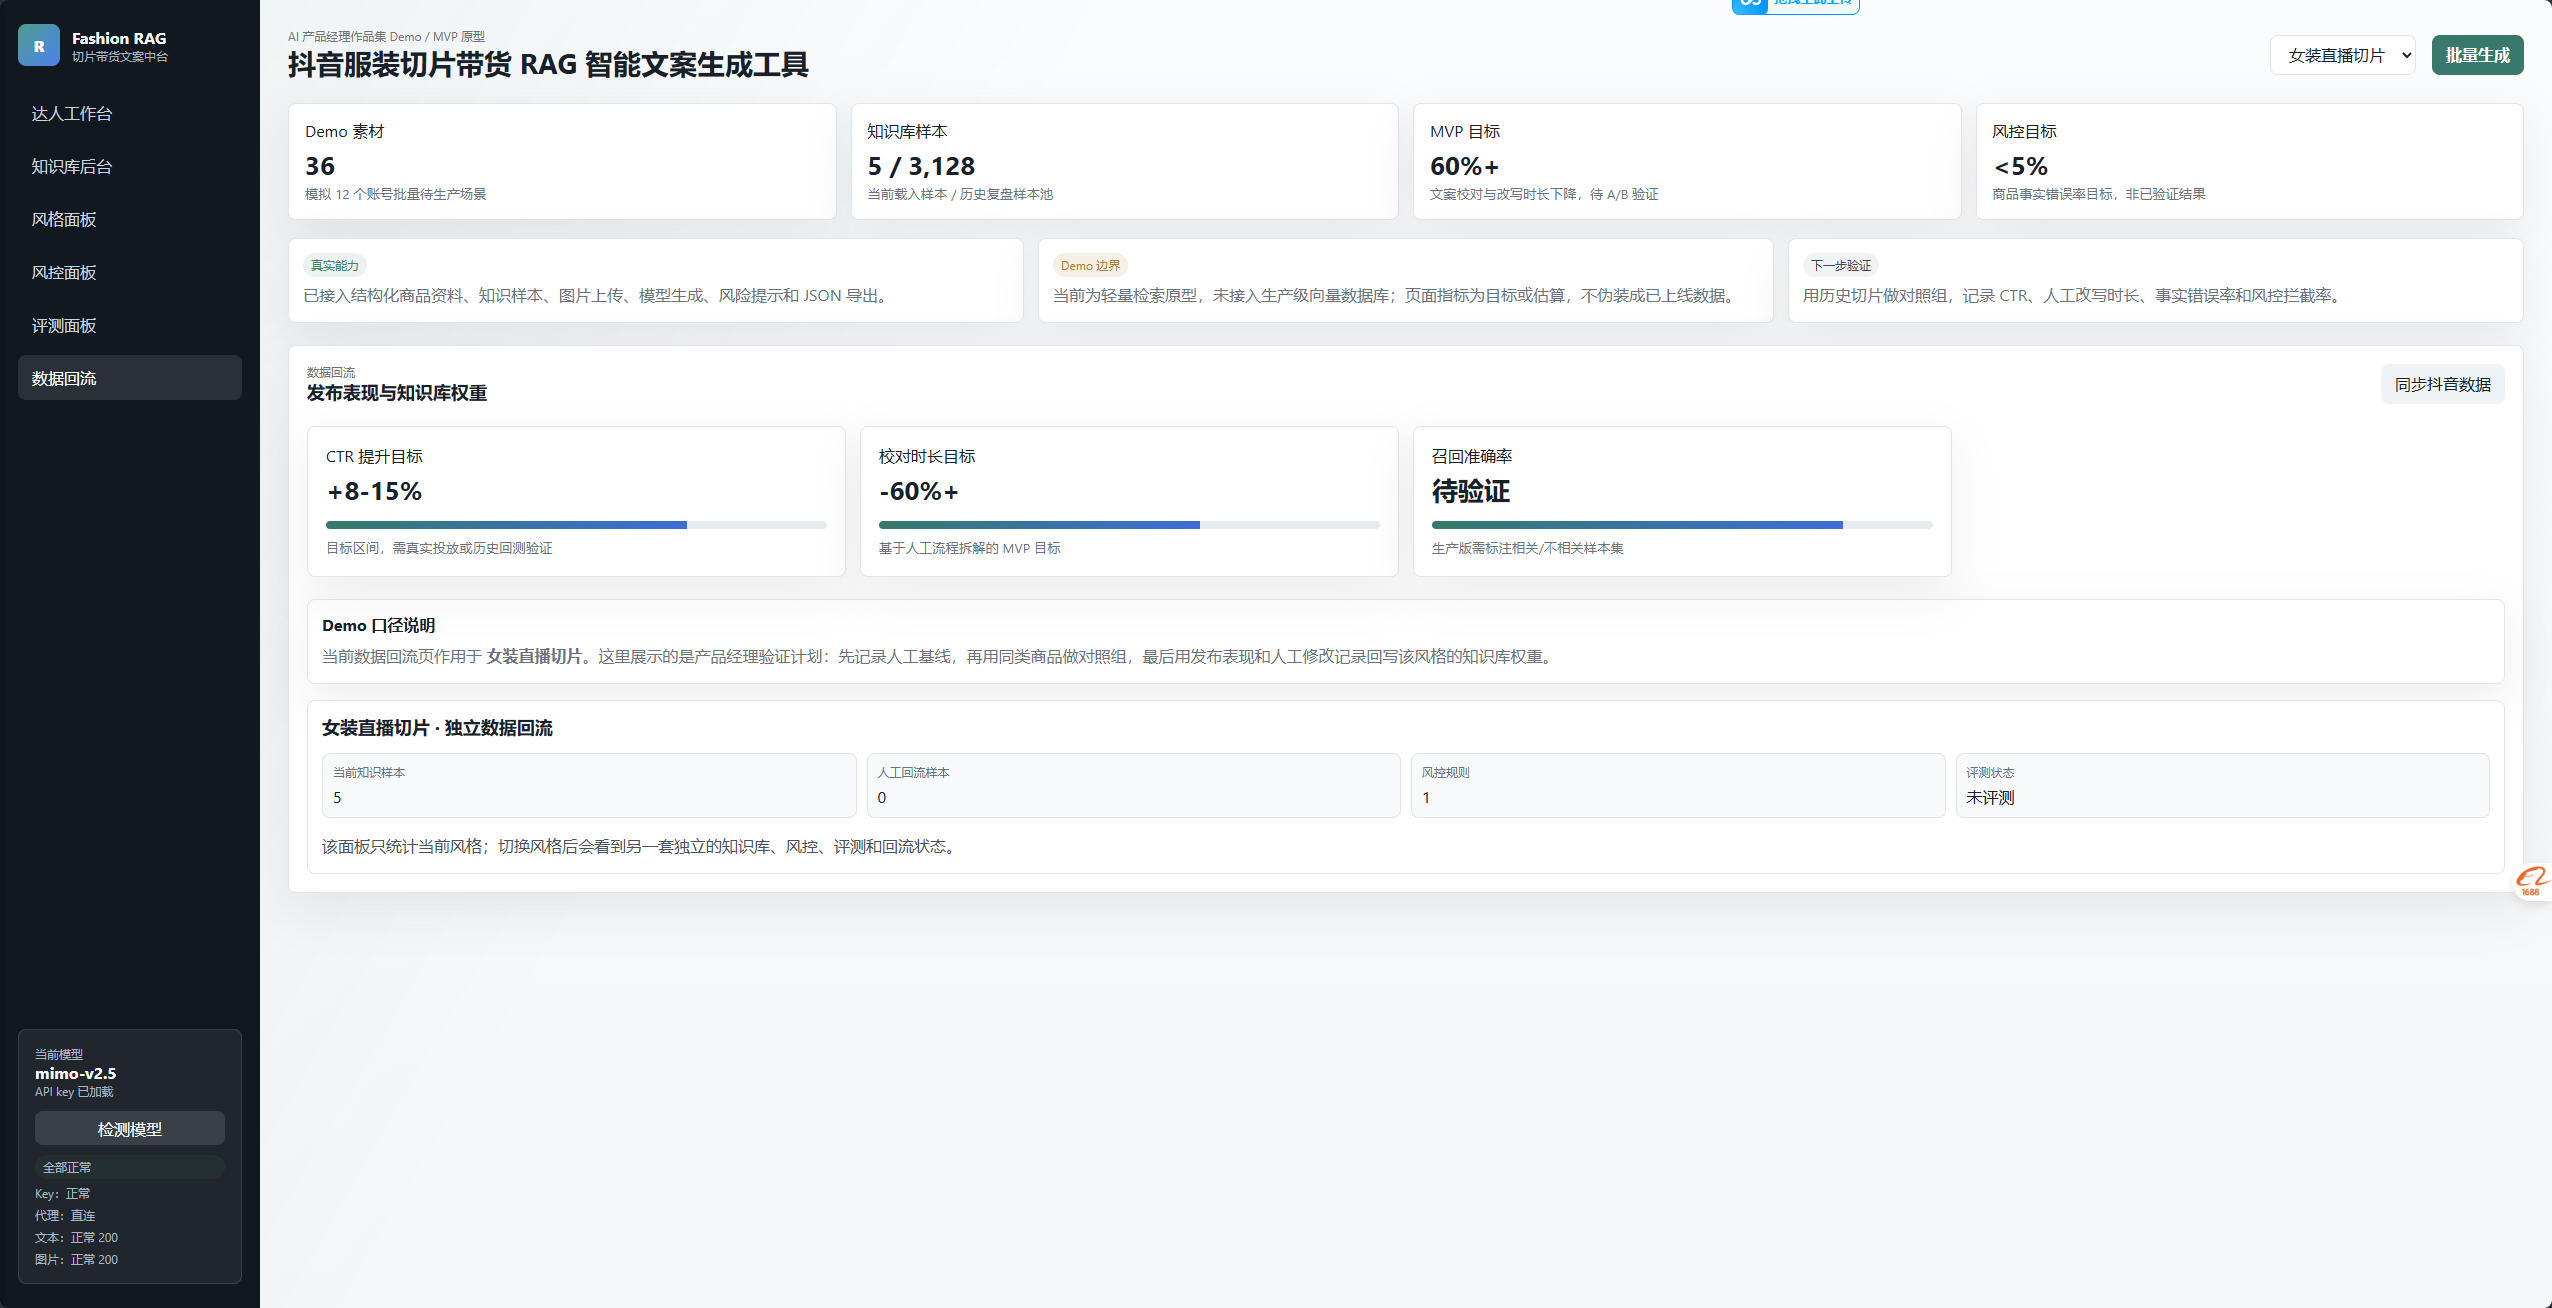 R
Fashion RAG
切片带货文案中台
达人工作台
知识库后台
风格面板
风控面板
评测面板
数据回流
当前模型
mimo-v2.5
API key 已加载
检测模型
全部正常
Key：正常
代理：直连
文本：正常 200
图片：正常 200
AI 产品经理作品集 Demo / MVP 原型
抖音服装切片带货 RAG 智能文案生成工具
女装直播切片
批量生成
Demo 素材
36
模拟 12 个账号批量待生产场景
知识库样本
5 / 3,128
当前载入样本 / 历史复盘样本池
MVP 目标
60%+
文案校对与改写时长下降，待 A/B 验证
风控目标
<5%
商品事实错误率目标，非已验证结果
真实能力
已接入结构化商品资料、知识样本、图片上传、模型生成、风险提示和 JSON 导出。
Demo 边界
当前为轻量检索原型，未接入生产级向量数据库；页面指标为目标或估算，不伪装成已上线数据。
下一步验证
用历史切片做对照组，记录 CTR、人工改写时长、事实错误率和风控拦截率。
数据回流
发布表现与知识库权重
同步抖音数据
CTR 提升目标
+8-15%
目标区间，需真实投放或历史回测验证
校对时长目标
-60%+
基于人工流程拆解的 MVP 目标
召回准确率
待验证
生产版需标注相关/不相关样本集
Demo 口径说明
当前数据回流页作用于 女装直播切片。这里展示的是产品经理验证计划：先记录人工基线，再用同类商品做对照组，最后用发布表现和人工修改记录回写该风格的知识库权重。
女装直播切片 · 独立数据回流
当前知识样本
5
人工回流样本
0
风控规则
1
评测状态
未评测
该面板只统计当前风格；切换风格后会看到另一套独立的知识库、风控、评测和回流状态。
1688